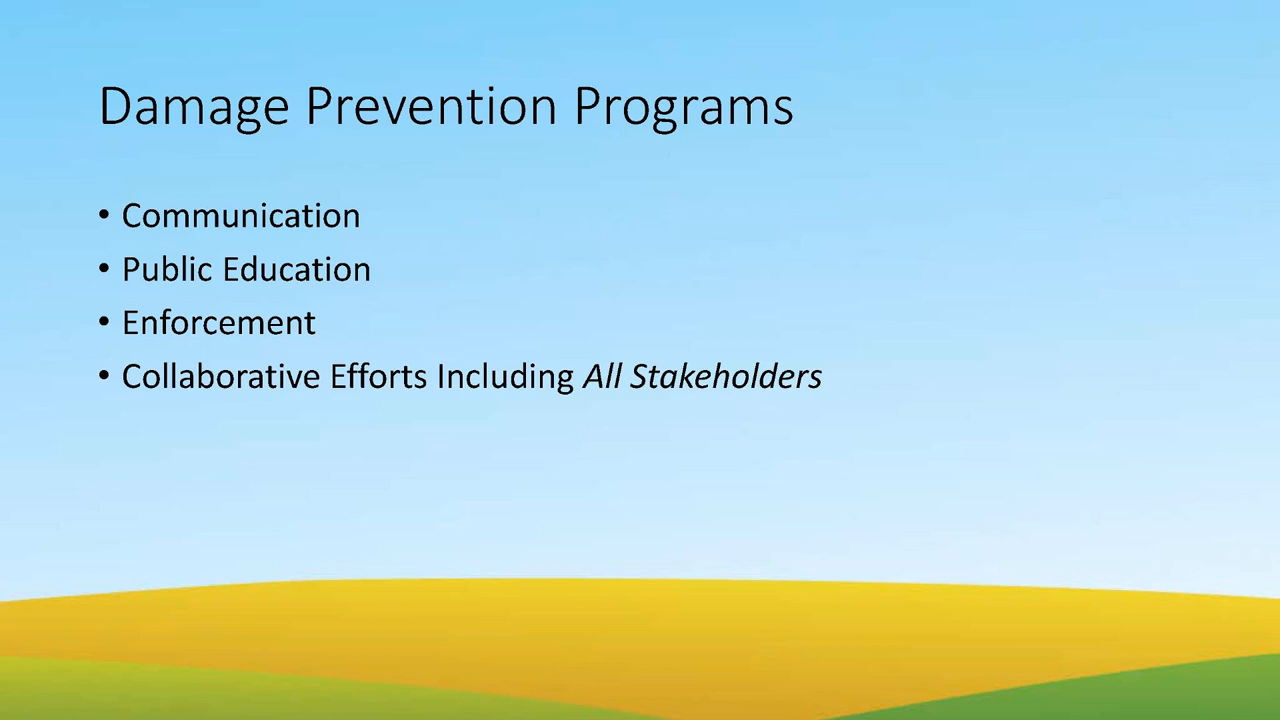 Damage Prevention Programs
• Communication
• Public Education
• Enforcement
• Collaborative Efforts Including All Stakeholders